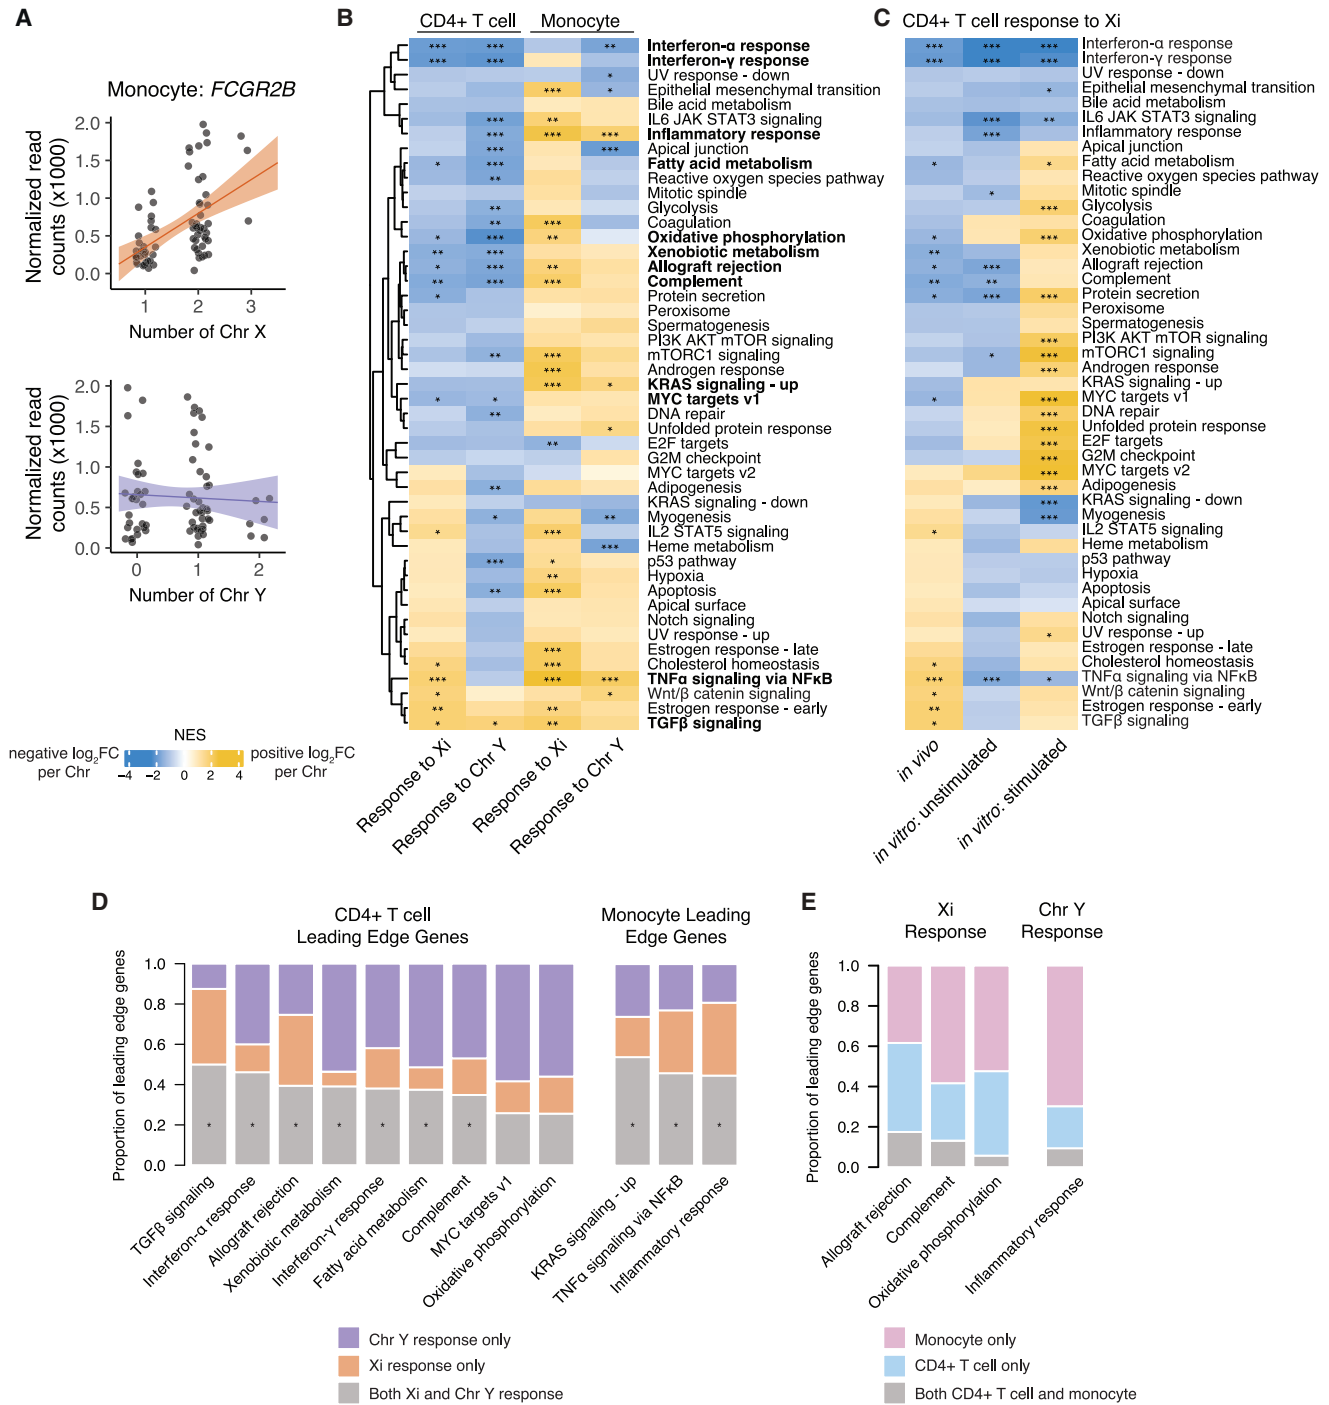 A
Monocyte: FCGR2B
Normalized read
counts (x1000)
2.0
1.5
1.0
0.5
0.0
1
2
3
Number of Chr X
Normalized read
counts (x1000)
2.0
1.5
1.0
0.5
0.0
0
1
2
Number of Chr Y
NES
negative log2FC
per Chr
positive log2FC
per Chr
−4 −2 0 2 4
B
CD4+ T cell
Monocyte
*** *** ** Interferon-α response
*** *** Interferon-γ response
* UV response - down
*** * Epithelial mesenchymal transition
Bile acid metabolism
*** ** IL6 JAK STAT3 signaling
*** *** *** Inflammatory response
*** *** Apical junction
* *** Fatty acid metabolism
** Reactive oxygen species pathway
Mitotic spindle
** Glycolysis
** *** Coagulation
* *** ** Oxidative phosphorylation
** *** Xenobiotic metabolism
* *** ** Allograft rejection
** *** *** Complement
* Protein secretion
Peroxisome
Spermatogenesis
PI3K AKT mTOR signaling
** *** mTORC1 signaling
*** Androgen response
*** * KRAS signaling - up
* * MYC targets v1
** DNA repair
* Unfolded protein response
** E2F targets
G2M checkpoint
MYC targets v2
** Adipogenesis
KRAS signaling - down
* ** Myogenesis
* *** IL2 STAT5 signaling
*** Heme metabolism
*** * p53 pathway
** Hypoxia
** *** Apoptosis
Apical surface
Notch signaling
UV response - up
*** Estrogen response - late
* *** Cholesterol homeostasis
*** *** *** TNFα signaling via NFκB
* * Wnt/β catenin signaling
** ** Estrogen response - early
* * ** TGFβ signaling
Response to Xi
Response to Chr Y
Response to Xi
Response to Chr Y
C
CD4+ T cell response to Xi
*** *** *** Interferon-α response
*** *** *** Interferon-γ response
UV response - down
* Epithelial mesenchymal transition
Bile acid metabolism
*** ** IL6 JAK STAT3 signaling
*** Inflammatory response
Apical junction
* * Fatty acid metabolism
Reactive oxygen species pathway
* Mitotic spindle
*** Glycolysis
Coagulation
* *** Oxidative phosphorylation
** Xenobiotic metabolism
* *** Allograft rejection
** ** Complement
* *** *** Protein secretion
Peroxisome
Spermatogenesis
*** PI3K AKT mTOR signaling
* *** mTORC1 signaling
*** Androgen response
KRAS signaling - up
* *** MYC targets v1
*** DNA repair
*** Unfolded protein response
*** E2F targets
*** G2M checkpoint
*** MYC targets v2
*** Adipogenesis
*** KRAS signaling - down
*** Myogenesis
* IL2 STAT5 signaling
Heme metabolism
p53 pathway
Hypoxia
Apoptosis
Apical surface
Notch signaling
* UV response - up
Estrogen response - late
* Cholesterol homeostasis
*** *** * TNFα signaling via NFκB
* Wnt/β catenin signaling
** Estrogen response - early
* TGFβ signaling
in vivo
in vitro: unstimulated
in vitro: stimulated
D
CD4+ T cell
Leading Edge Genes
Monocyte Leading
Edge Genes
Proportion of leading edge genes
1.0
0.8
0.6
0.4
0.2
0.0
* * * * * * * * * *
TGFβ signaling
Interferon-α response
Allograft rejection
Xenobiotic metabolism
Interferon-γ response
Fatty acid metabolism
Complement
MYC targets v1
Oxidative phosphorylation
KRAS signaling - up
TNFα signaling via NFκB
Inflammatory response
Chr Y response only
Xi response only
Both Xi and Chr Y response
E
Xi
Response
Chr Y
Response
Proportion of leading edge genes
1.0
0.8
0.6
0.4
0.2
0.0
Allograft rejection
Complement
Oxidative phosphorylation
Inflammatory response
Monocyte only
CD4+ T cell only
Both CD4+ T cell and monocyte